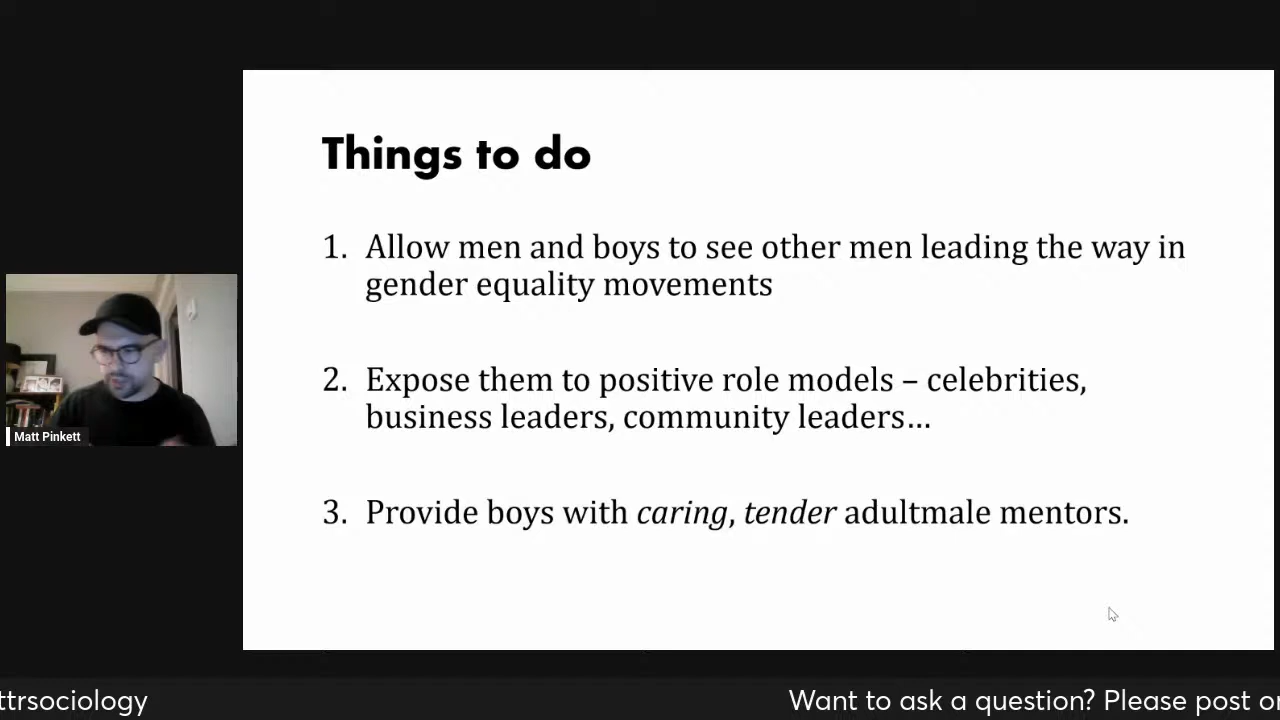 Things to do
1. Allow men and boys to see other men leading the way in
gender equality movements
2. Expose them to positive role models – celebrities,
business leaders, community leaders…
3. Provide boys with caring, tender adultmale mentors.
Matt Pinkett
ttrsociology
Want to ask a question? Please post on